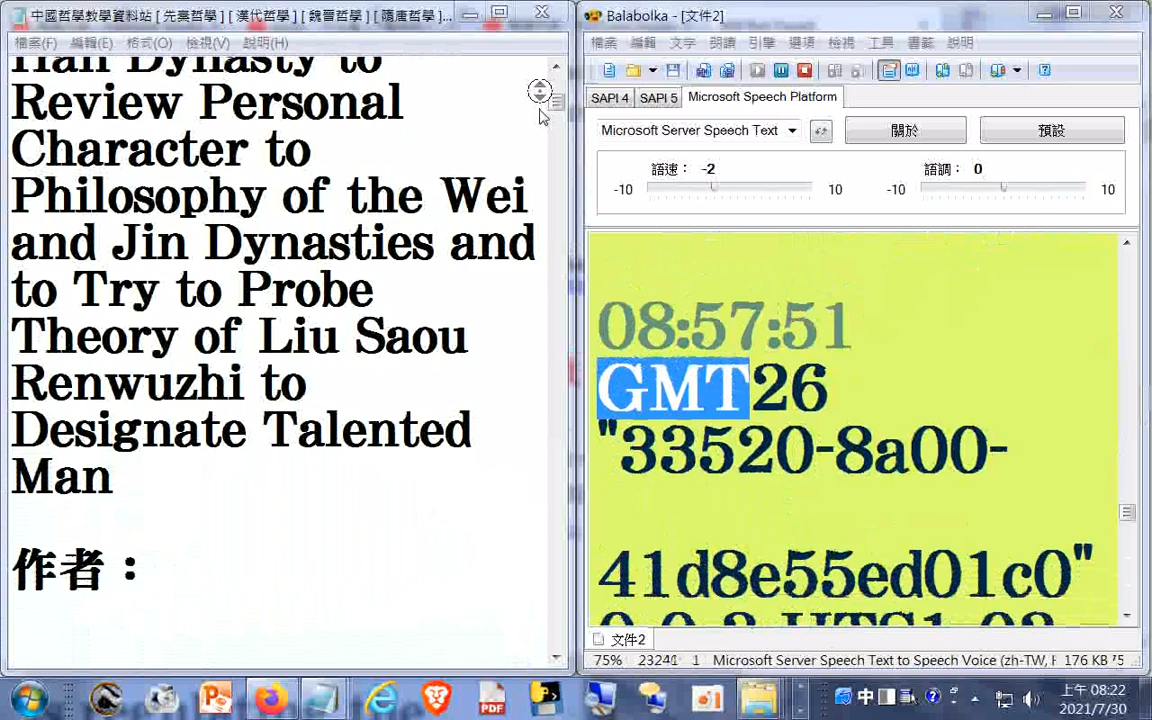 中國哲學教學資料站 [ 先秦哲學 ] [ 漢代哲學 ] [ 魏晉哲學 ] [ 隋唐哲學 ]...
檔案(F) 編輯(E) 格式(O) 檢視(V) 說明(H)
Han Dynasty to
Review Personal
Character to
Philosophy of the Wei
and Jin Dynasties and
to Try to Probe
Theory of Liu Saou
Renwuzhi to
Designate Talented
Man
作者：
Balabolka - [文件2]
檔案 編輯 文字 朗讀 引擎 選項 檢視 工具 書籤 說明
SAPI 4 SAPI 5 Microsoft Speech Platform
Microsoft Server Speech Text 關於 預設
語速： -2 語調： 0
-10 10 -10 10
08:57:51
GMT26
"33520-8a00-
41d8e55ed01c0"
文件2
75% 23241 1 Microsoft Server Speech Text to Speech Voice (zh-TW, 176 KB
中 上午 08:22
2021/7/30